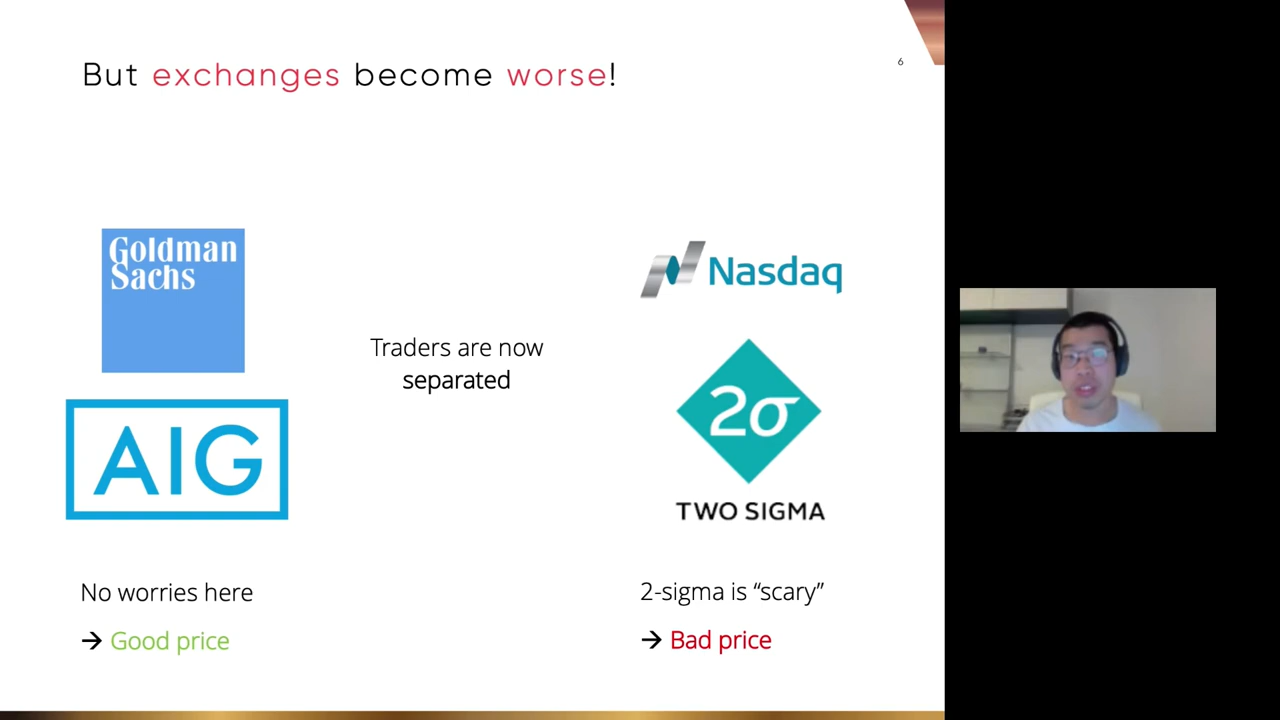 But exchanges become worse!
6
Goldman
Sachs
AIG
Traders are now
separated
Nasdaq
2σ
TWO SIGMA
No worries here
→ Good price
2-sigma is “scary”
→ Bad price